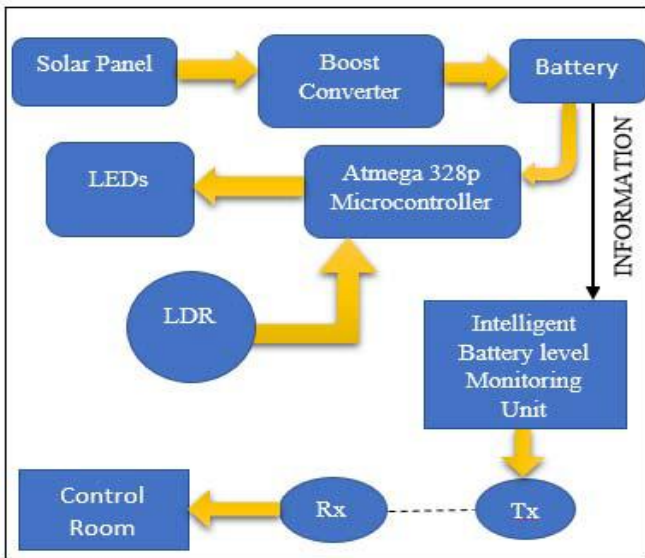 Solar Panel
Boost
Converter
Battery
LEDs
Atmega 328p
Microcontroller
INFORMATION
LDR
Intelligent
Battery level
Monitoring
Unit
Control
Room
Rx
Tx